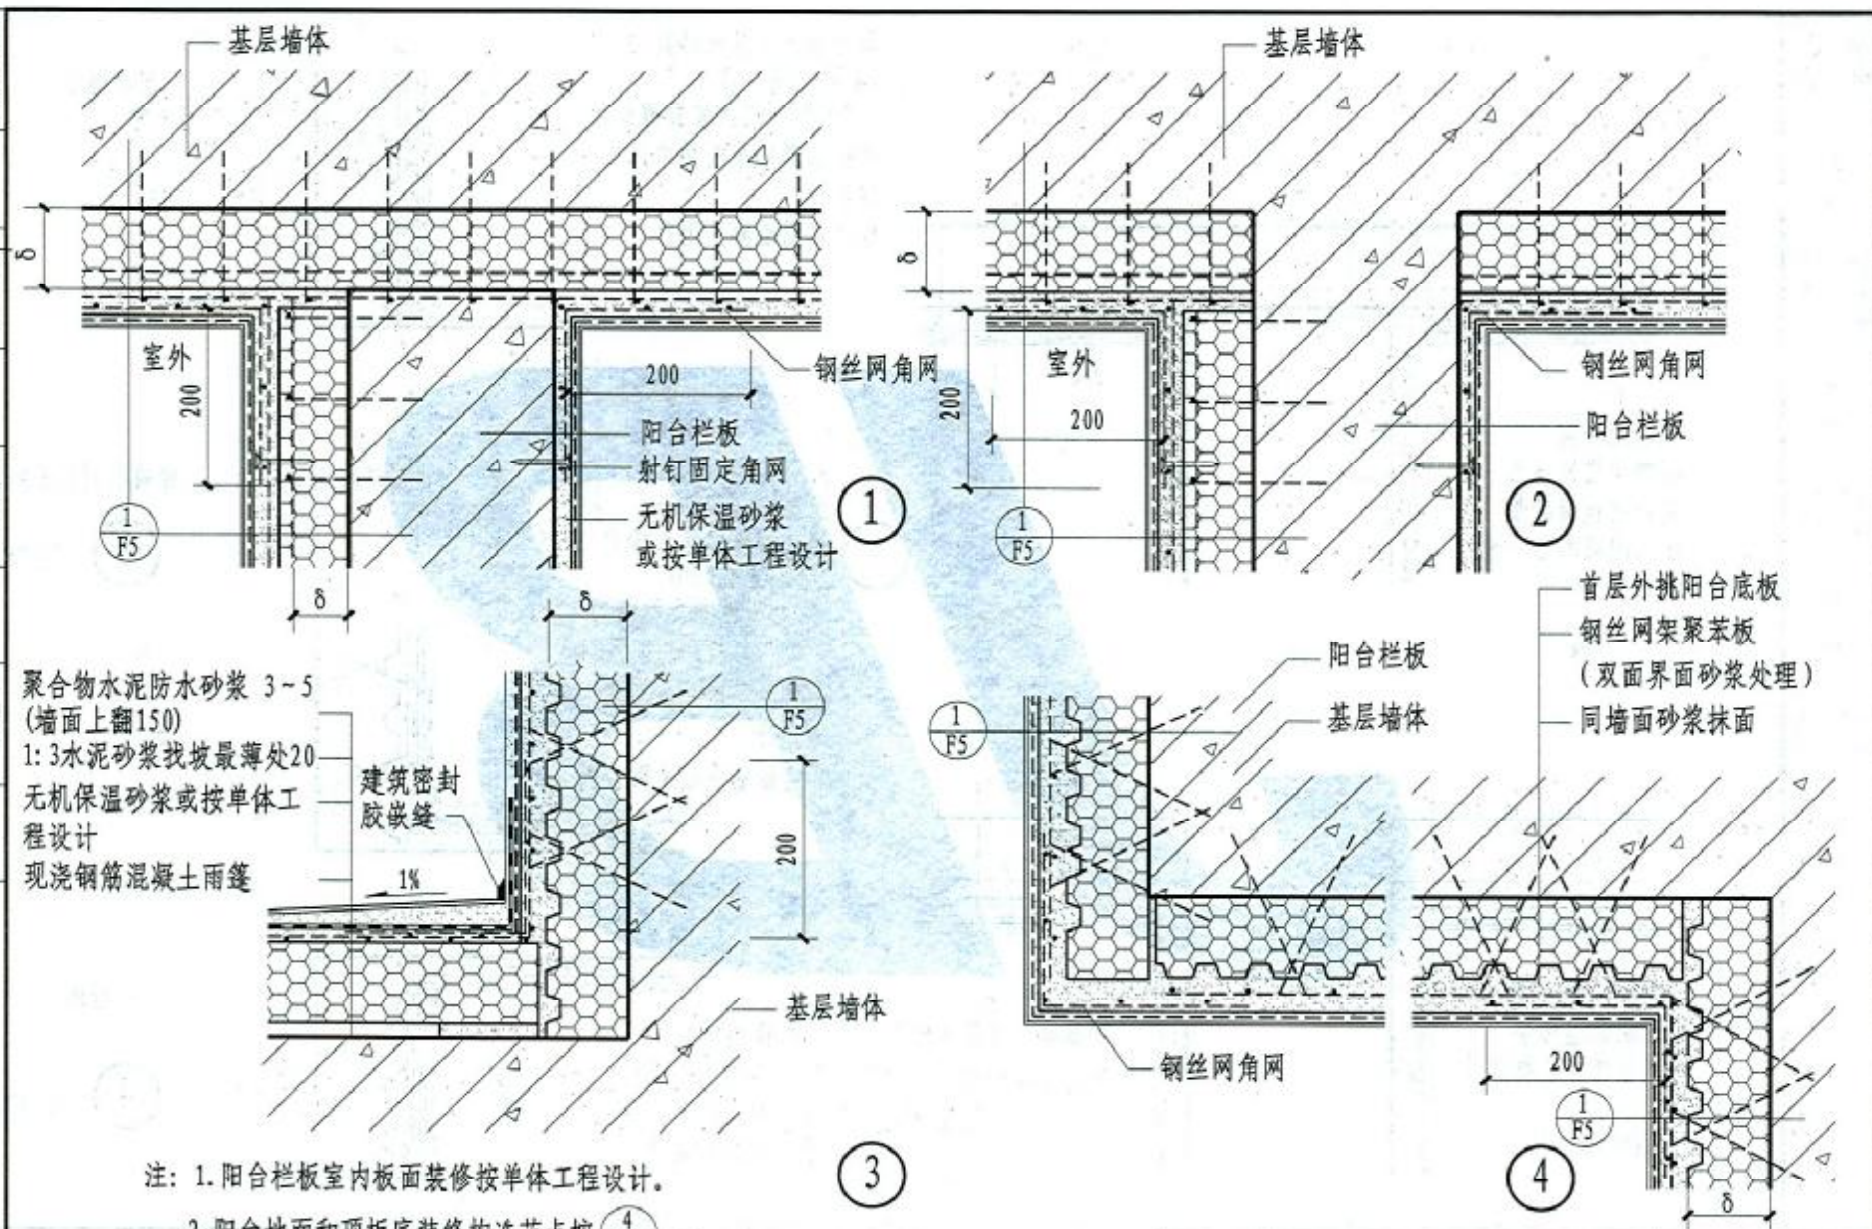 基层墙体
δ
室外
200
200
钢丝网角网
阳台栏板
射钉固定角网
无机保温砂浆
或按单体工程设计
1
F5
δ
①
基层墙体
δ
室外
200
200
钢丝网角网
阳台栏板
1
F5
②
聚合物水泥防水砂浆 3~5
(墙面上翻150)
1:3水泥砂浆找坡最薄处20
无机保温砂浆或按单体工
程设计
现浇钢筋混凝土雨篷
建筑密封
胶嵌缝
1%
δ
1
F5
200
基层墙体
③
首层外挑阳台底板
钢丝网架聚苯板
(双面界面砂浆处理)
同墙面砂浆抹面
阳台栏板
基层墙体
1
F5
钢丝网角网
200
1
F5
δ
④
注: 1.阳台栏板室内板面装修按单体工程设计。
4